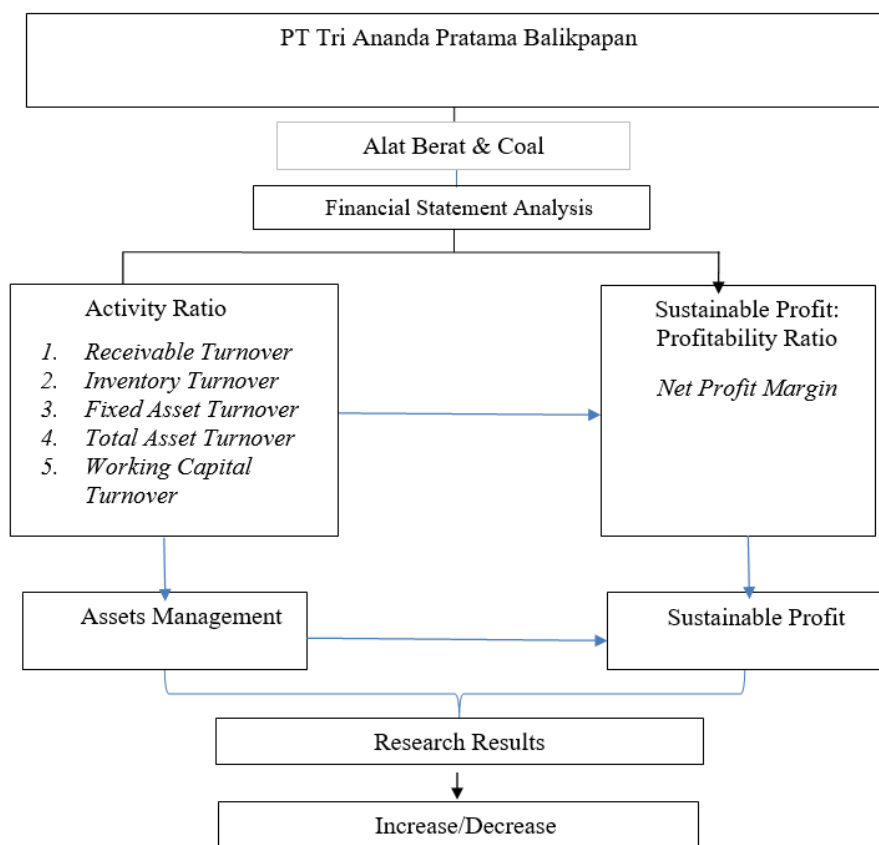 PT Tri Ananda Pratama Balikpapan
Alat Berat & Coal
Financial Statement Analysis
Activity Ratio
1. Receivable Turnover
2. Inventory Turnover
3. Fixed Asset Turnover
4. Total Asset Turnover
5. Working Capital
Turnover
Sustainable Profit:
Profitability Ratio
Net Profit Margin
Assets Management
Sustainable Profit
Research Results
Increase/Decrease